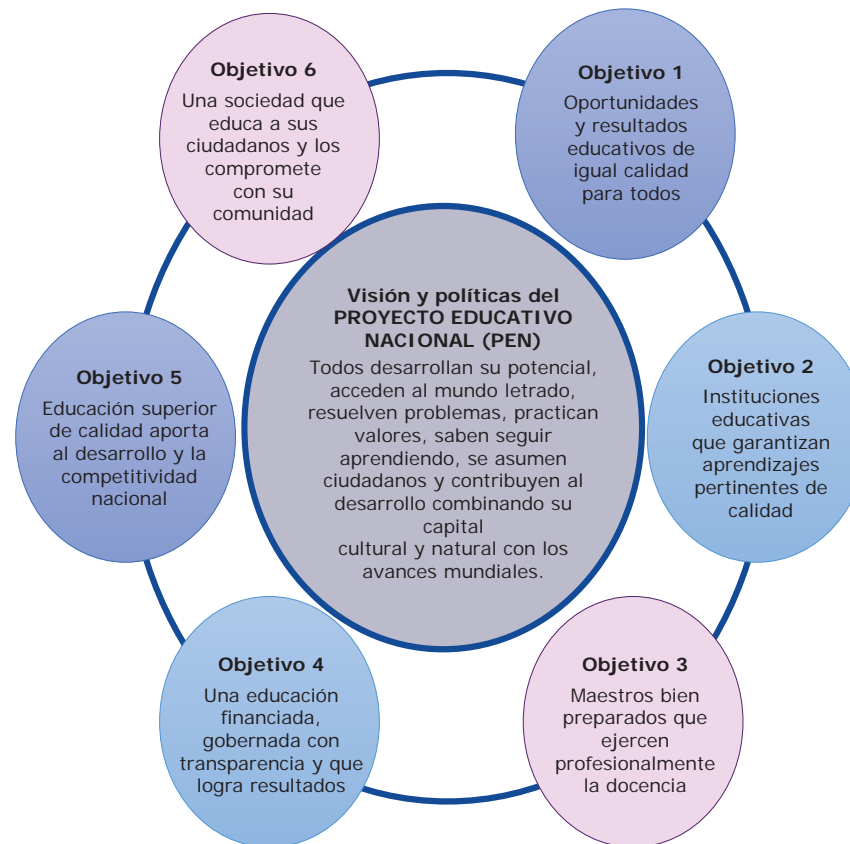 Objetivo 6
Una sociedad que
educa a sus
ciudadanos y los
compromete
con su
comunidad
Objetivo 1
Oportunidades
y resultados
educativos de
igual calidad
para todos
Visión y políticas del
PROYECTO EDUCATIVO
NACIONAL (PEN)
Todos desarrollan su potencial,
acceden al mundo letrado,
resuelven problemas, practican
valores, saben seguir
aprendiendo, se asumen
ciudadanos y contribuyen al
desarrollo combinando su
capital
cultural y natural con los
avances mundiales.
Objetivo 5
Educación superior
de calidad aporta
al desarrollo y la
competitividad
nacional
Objetivo 2
Instituciones
educativas
que garantizan
aprendizajes
pertinentes de
calidad
Objetivo 4
Una educación
financiada,
gobernada con
transparencia y que
logra resultados
Objetivo 3
Maestros bien
preparados que
ejercen
profesionalmente
la docencia